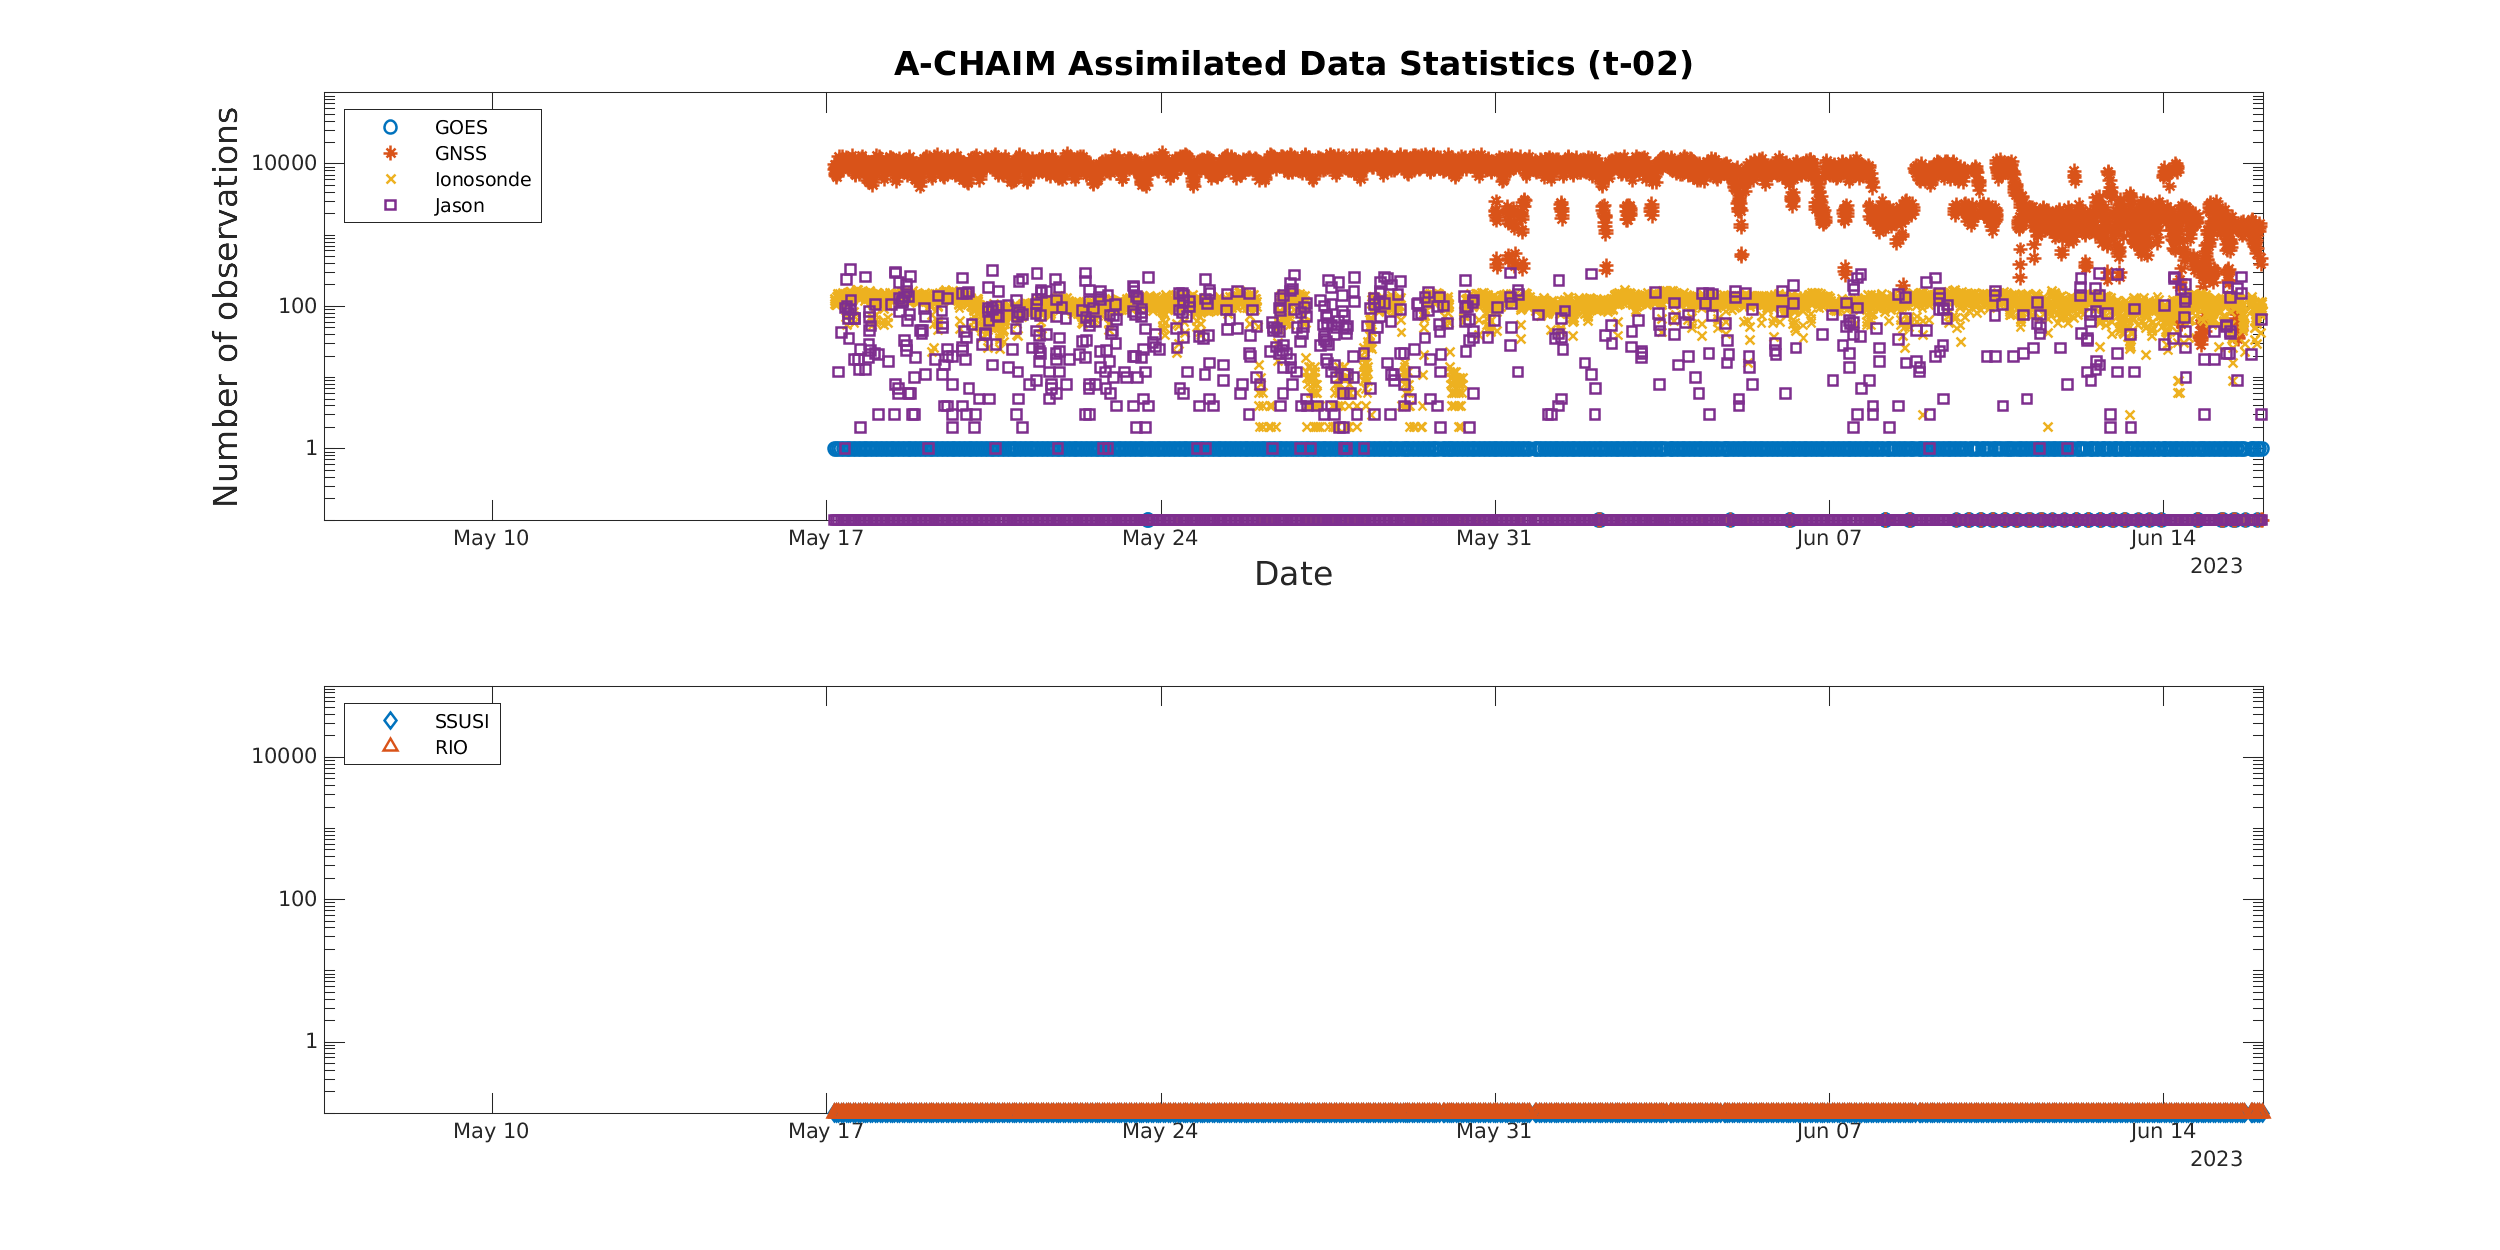 A-CHAIM Assimilated Data Statistics (t-02)
Number of observations
10000
100
1
GOES
GNSS
Ionosonde
Jason
May 10
May 17
May 24
May 31
Jun 07
Jun 14
2023
Date
10000
100
1
SSUSI
RIO
May 10
May 17
May 24
May 31
Jun 07
Jun 14
2023